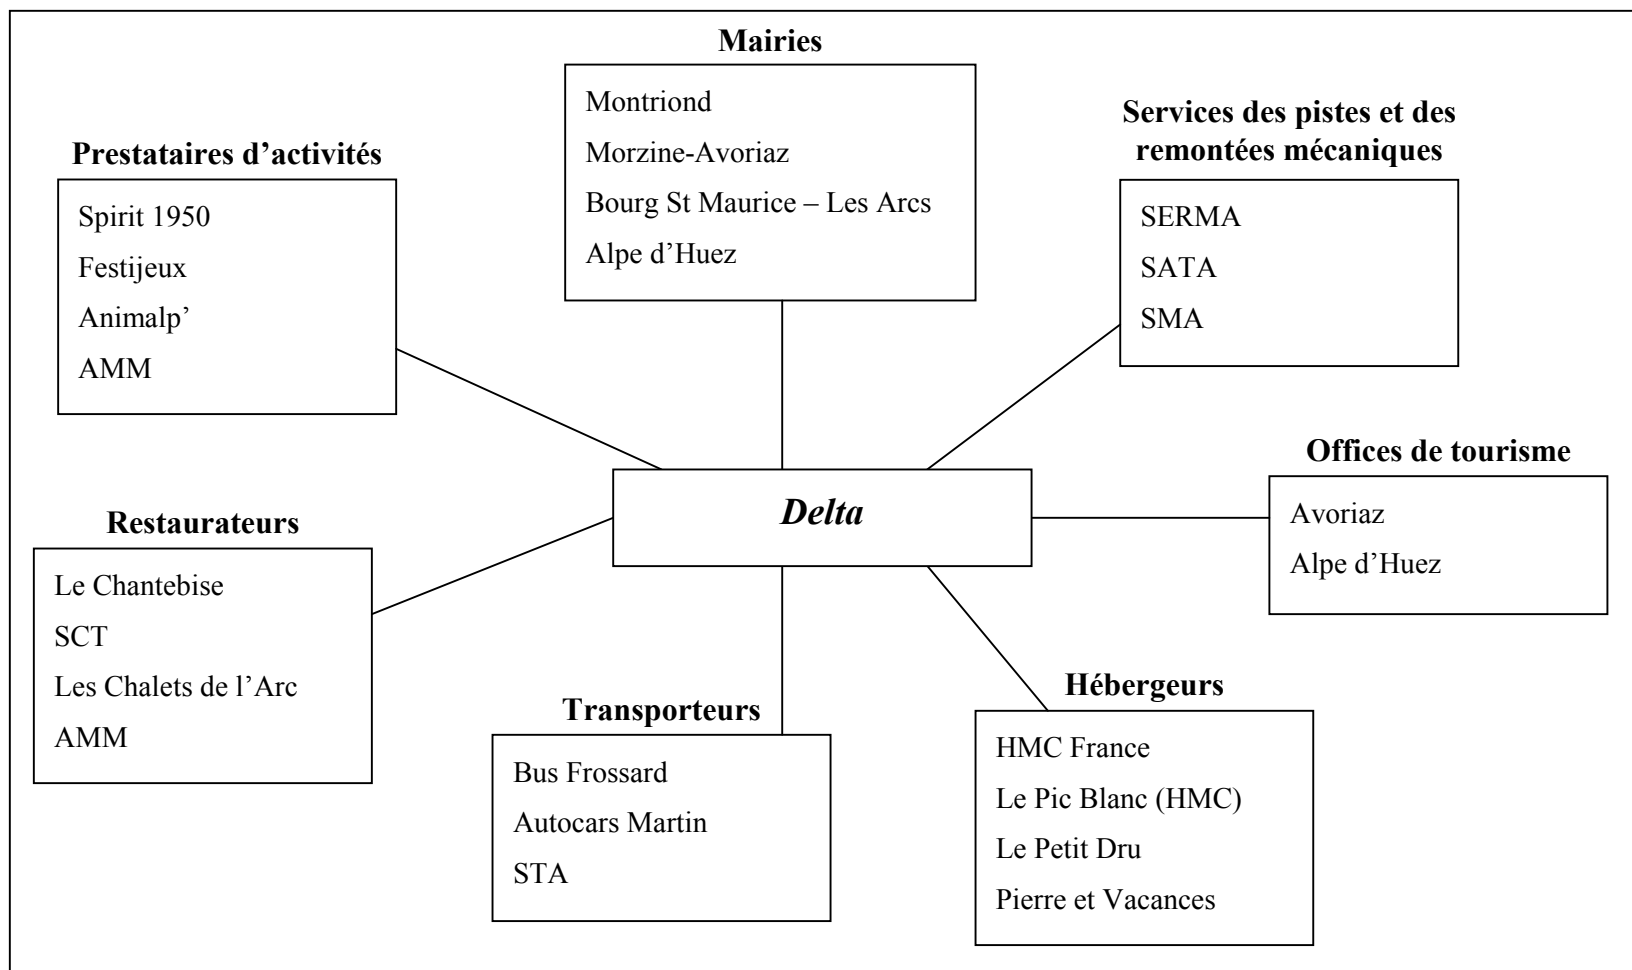 Mairies
Montriond
Morzine-Avoriaz
Bourg St Maurice – Les Arcs
Alpe d’Huez
Services des pistes et des
remontées mécaniques
SERMA
SATA
SMA
Prestataires d’activités
Spirit 1950
Festijeux
Animalp’
AMM
Delta
Offices de tourisme
Avoriaz
Alpe d’Huez
Restaurateurs
Le Chantebise
SCT
Les Chalets de l’Arc
AMM
Transporteurs
Bus Frossard
Autocars Martin
STA
Hébergeurs
HMC France
Le Pic Blanc (HMC)
Le Petit Dru
Pierre et Vacances